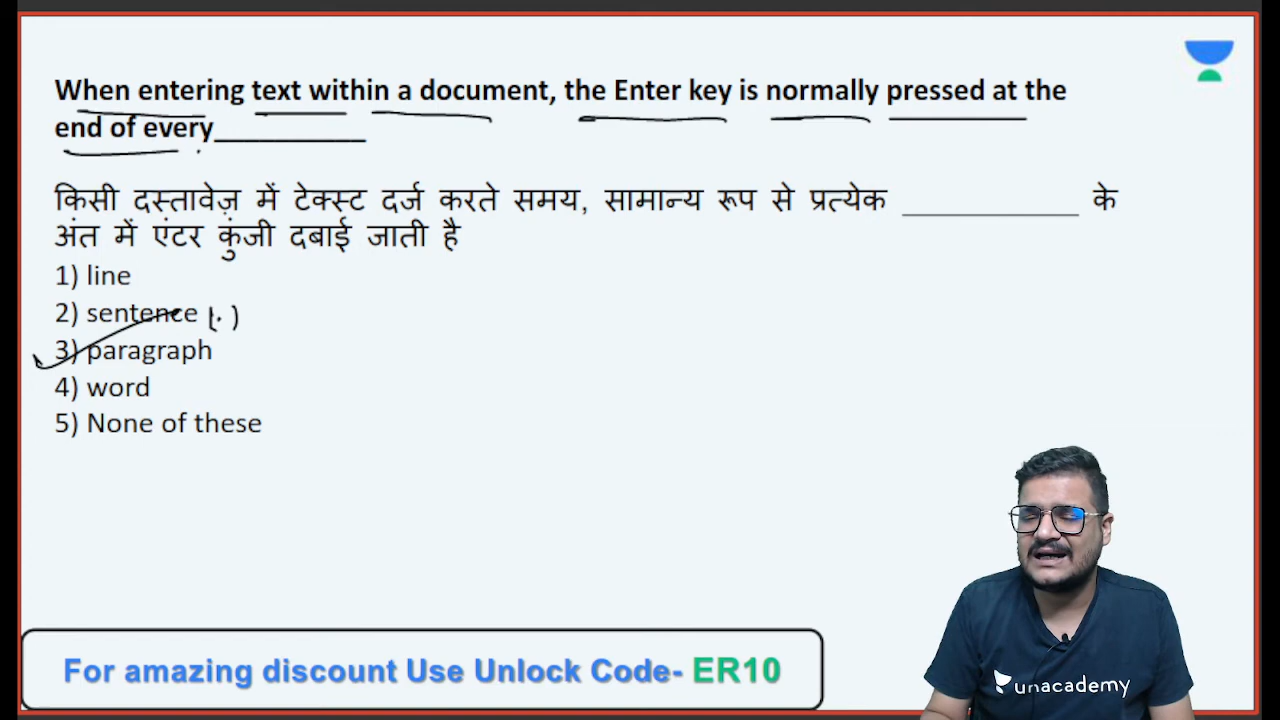 When entering text within a document, the Enter key is normally pressed at the
end of every___________
किसी दस्तावेज़ में टेक्स्ट दर्ज करते समय, सामान्य रूप से प्रत्येक ___________ के
अंत में एंटर कुंजी दबाई जाती है
1) line
2) sentence (.)
3) paragraph
4) word
5) None of these
unacademy
For amazing discount Use Unlock Code- ER10